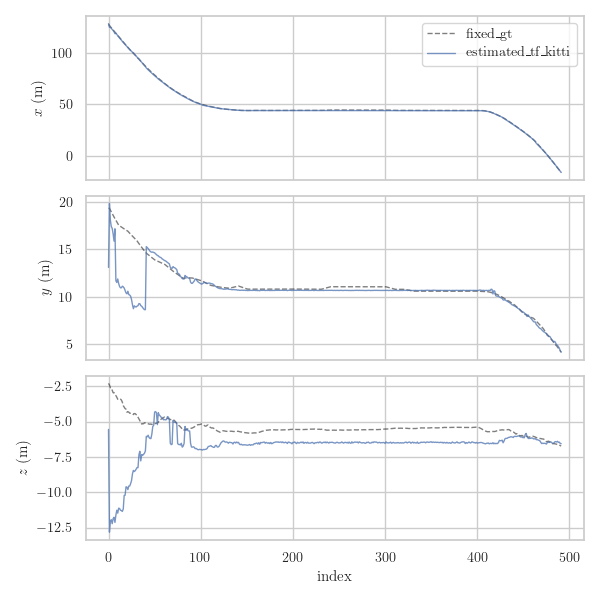 fixed_gt
estimated_tf_kitti
100
50
0
x (m)
20
15
10
5
y (m)
−2.5
−5.0
−7.5
−10.0
−12.5
z (m)
0 100 200 300 400 500
index